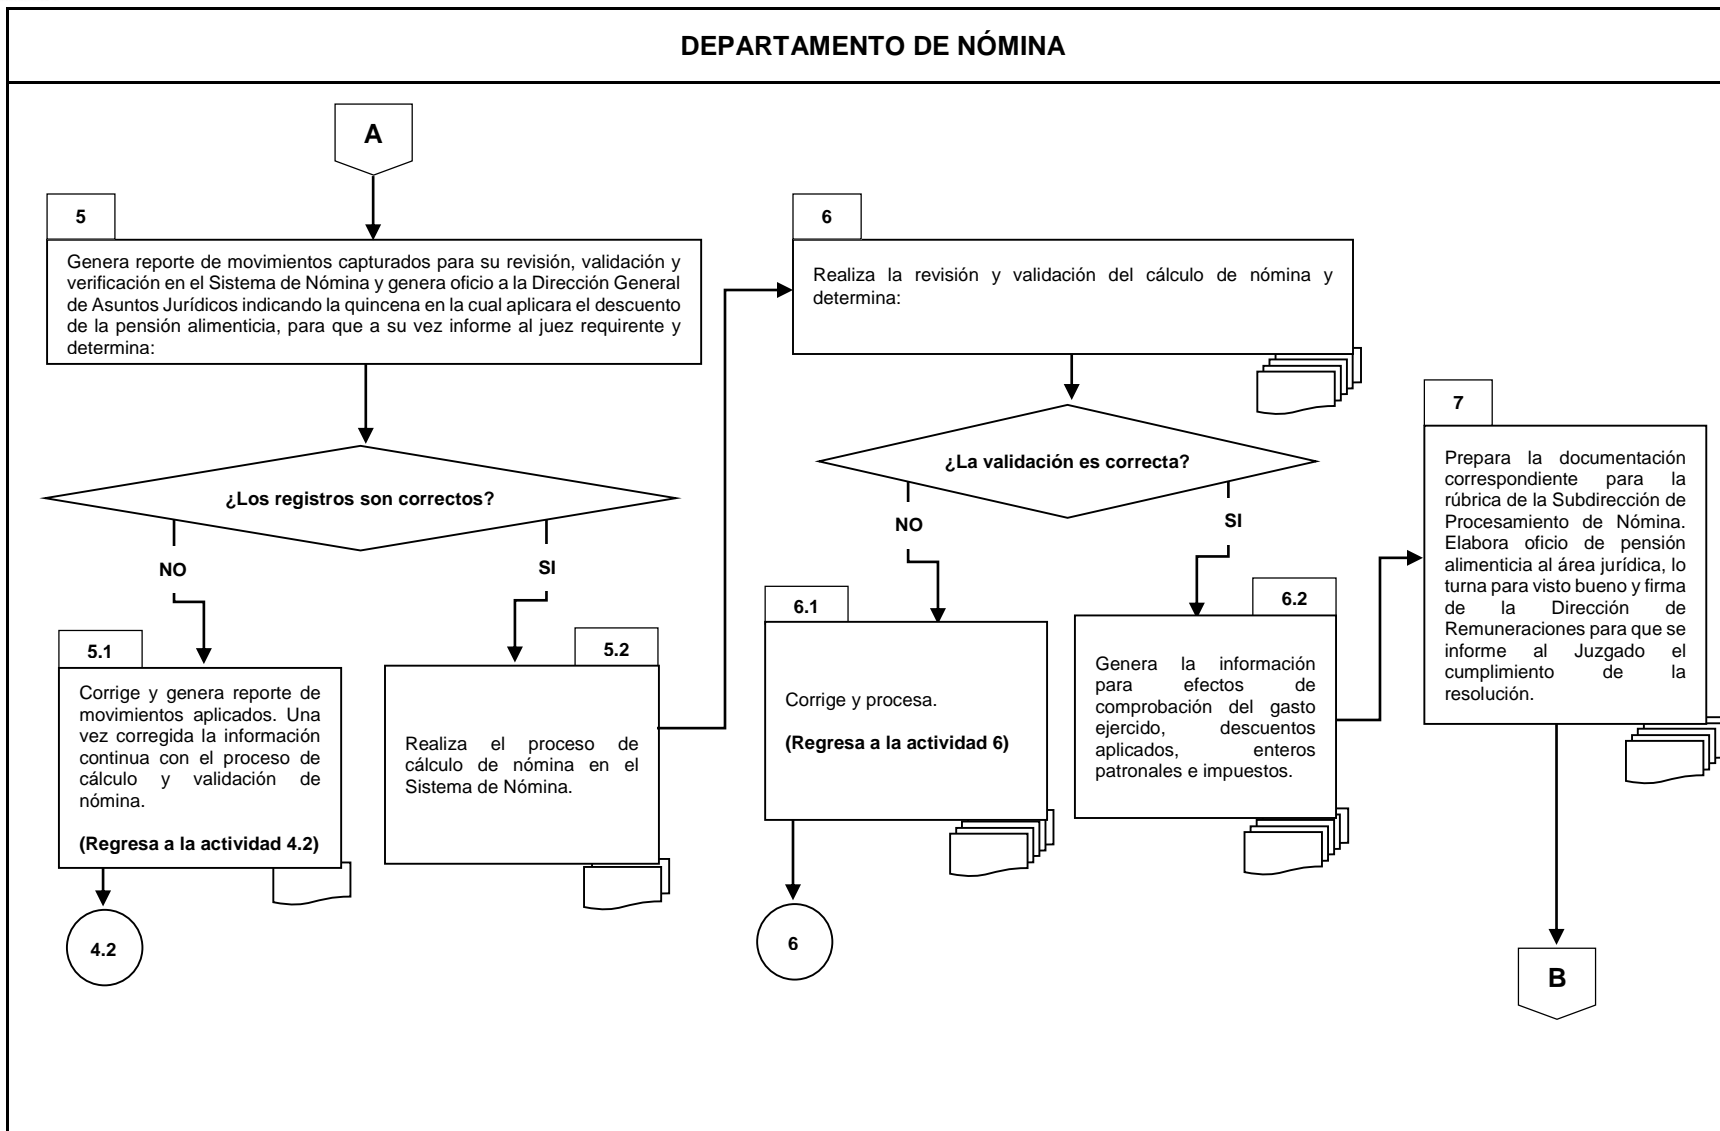 DEPARTAMENTO DE NÓMINA
A
5
Genera reporte de movimientos capturados para su revisión, validación y
verificación en el Sistema de Nómina y genera oficio a la Dirección General
de Asuntos Jurídicos indicando la quincena en la cual aplicara el descuento
de la pensión alimenticia, para que a su vez informe al juez requirente y
determina:
¿Los registros son correctos?
NO
SI
5.1
Corrige y genera reporte de
movimientos aplicados. Una
vez corregida la información
continua con el proceso de
cálculo y validación de
nómina.
(Regresa a la actividad 4.2)
4.2
5.2
Realiza el proceso de
cálculo de nómina en el
Sistema de Nómina.
6
Realiza la revisión y validación del cálculo de nómina y
determina:
¿La validación es correcta?
NO
SI
6.1
Corrige y procesa.
(Regresa a la actividad 6)
6
6.2
Genera la información
para efectos de
comprobación del gasto
ejercido, descuentos
aplicados, enteros
patronales e impuestos.
7
Prepara la documentación
correspondiente para la
rúbrica de la Subdirección de
Procesamiento de Nómina.
Elabora oficio de pensión
alimenticia al área jurídica, lo
turna para visto bueno y firma
de la Dirección de
Remuneraciones para que se
informe al Juzgado el
cumplimiento de la
resolución.
B